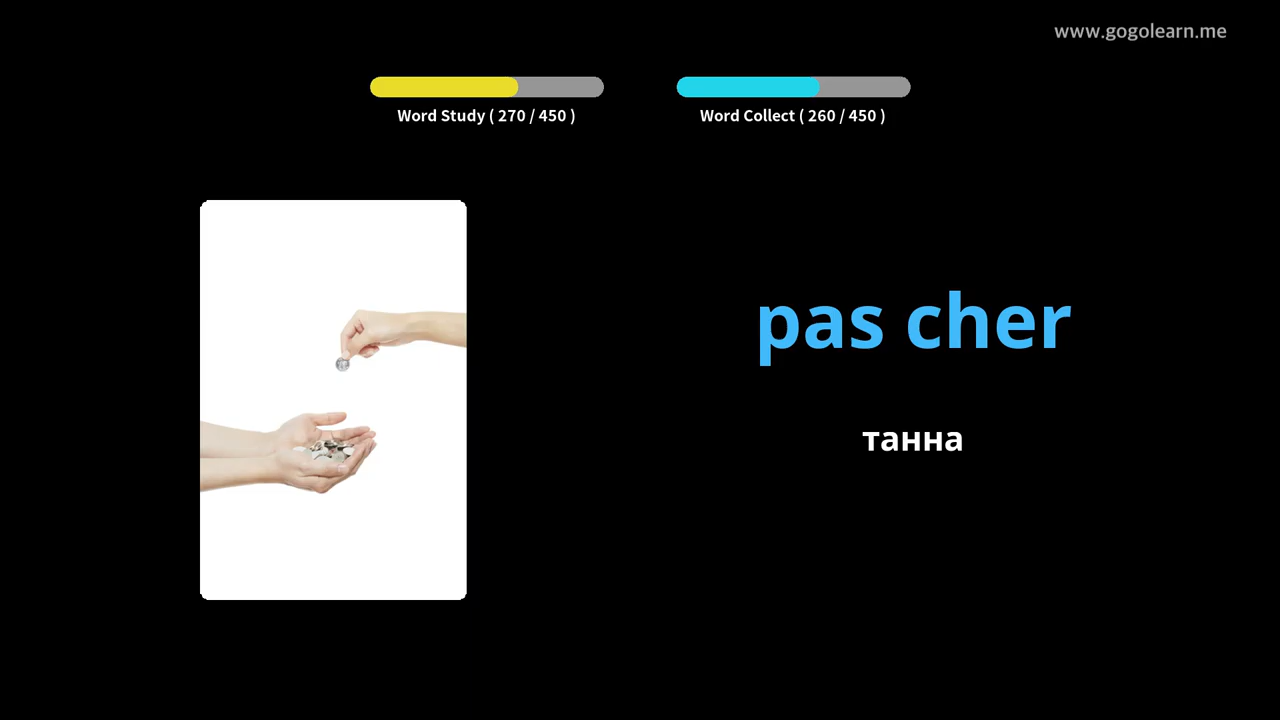 www.gogolearn.me
Word Study ( 270 / 450 )
Word Collect ( 260 / 450 )
pas cher
танна